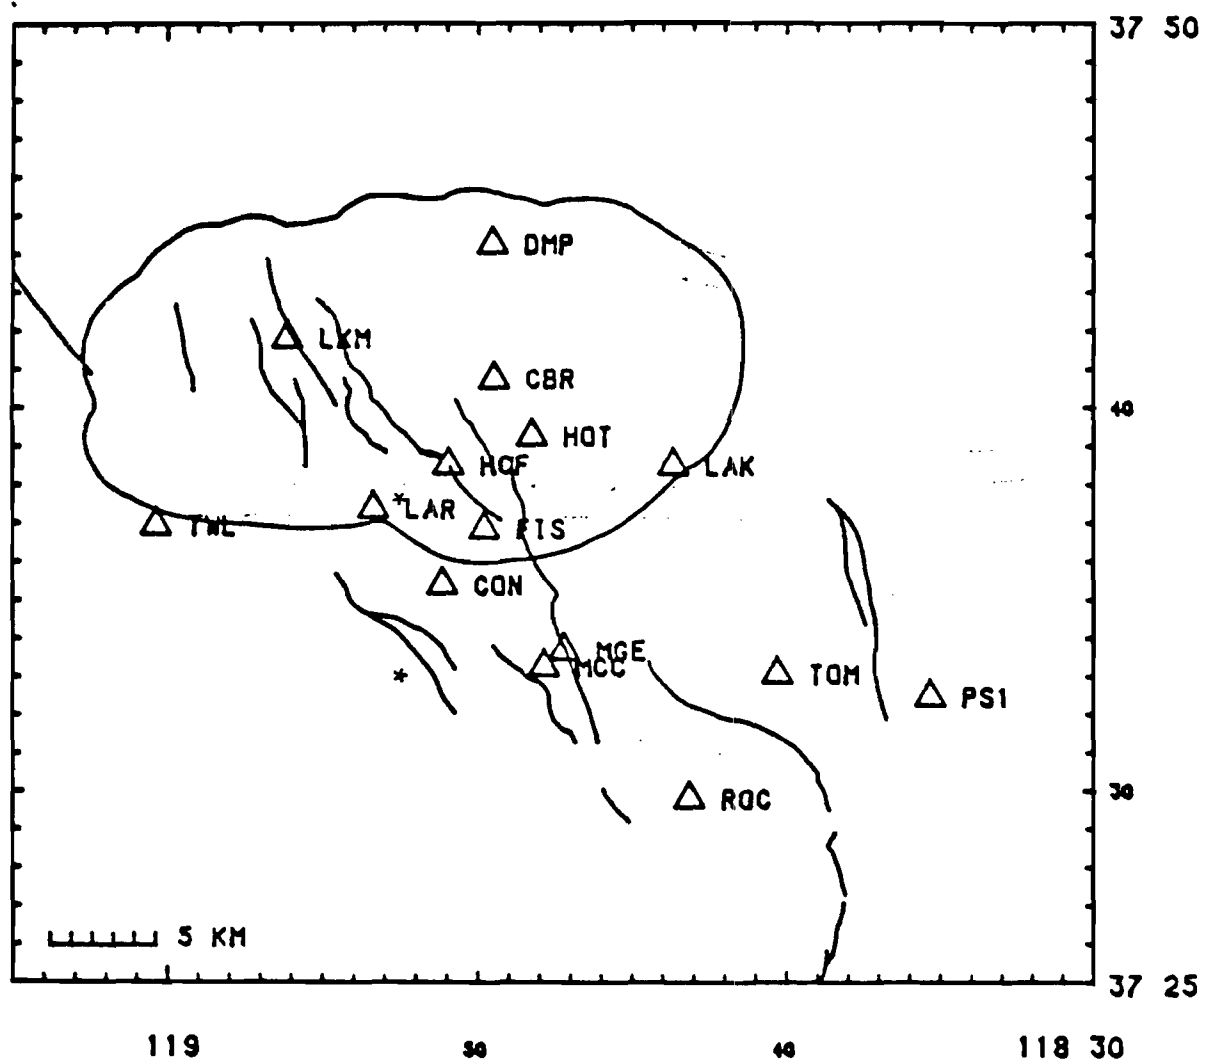 37 50
DMP
LKM
CBR
40
HOT
HOF
LAK
*LAR
TWL
FIS
CON
MGE
MCC
TOM
*
PS1
30
ROC
5 KM
37 25
119
50
40
118 30